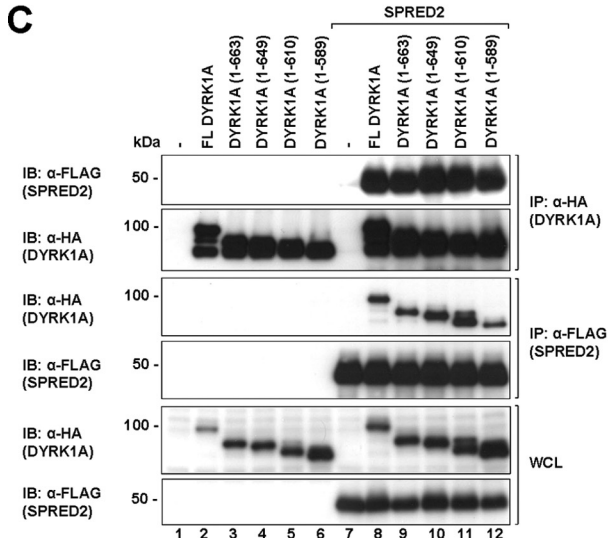 C
SPRED2
- FL DYRK1A DYRK1A (1-663) DYRK1A (1-649) DYRK1A (1-610) DYRK1A (1-589) - FL DYRK1A DYRK1A (1-663) DYRK1A (1-649) DYRK1A (1-610) DYRK1A (1-589)
kDa
IB: α-FLAG
(SPRED2)
50 -
IP: α-HA
(DYRK1A)
100 -
IB: α-HA
(DYRK1A)
100 -
IB: α-HA
(DYRK1A)
IP: α-FLAG
(SPRED2)
50 -
IB: α-FLAG
(SPRED2)
100 -
IB: α-HA
(DYRK1A)
WCL
IB: α-FLAG
(SPRED2)
50 -
1 2 3 4 5 6 7 8 9 10 11 12